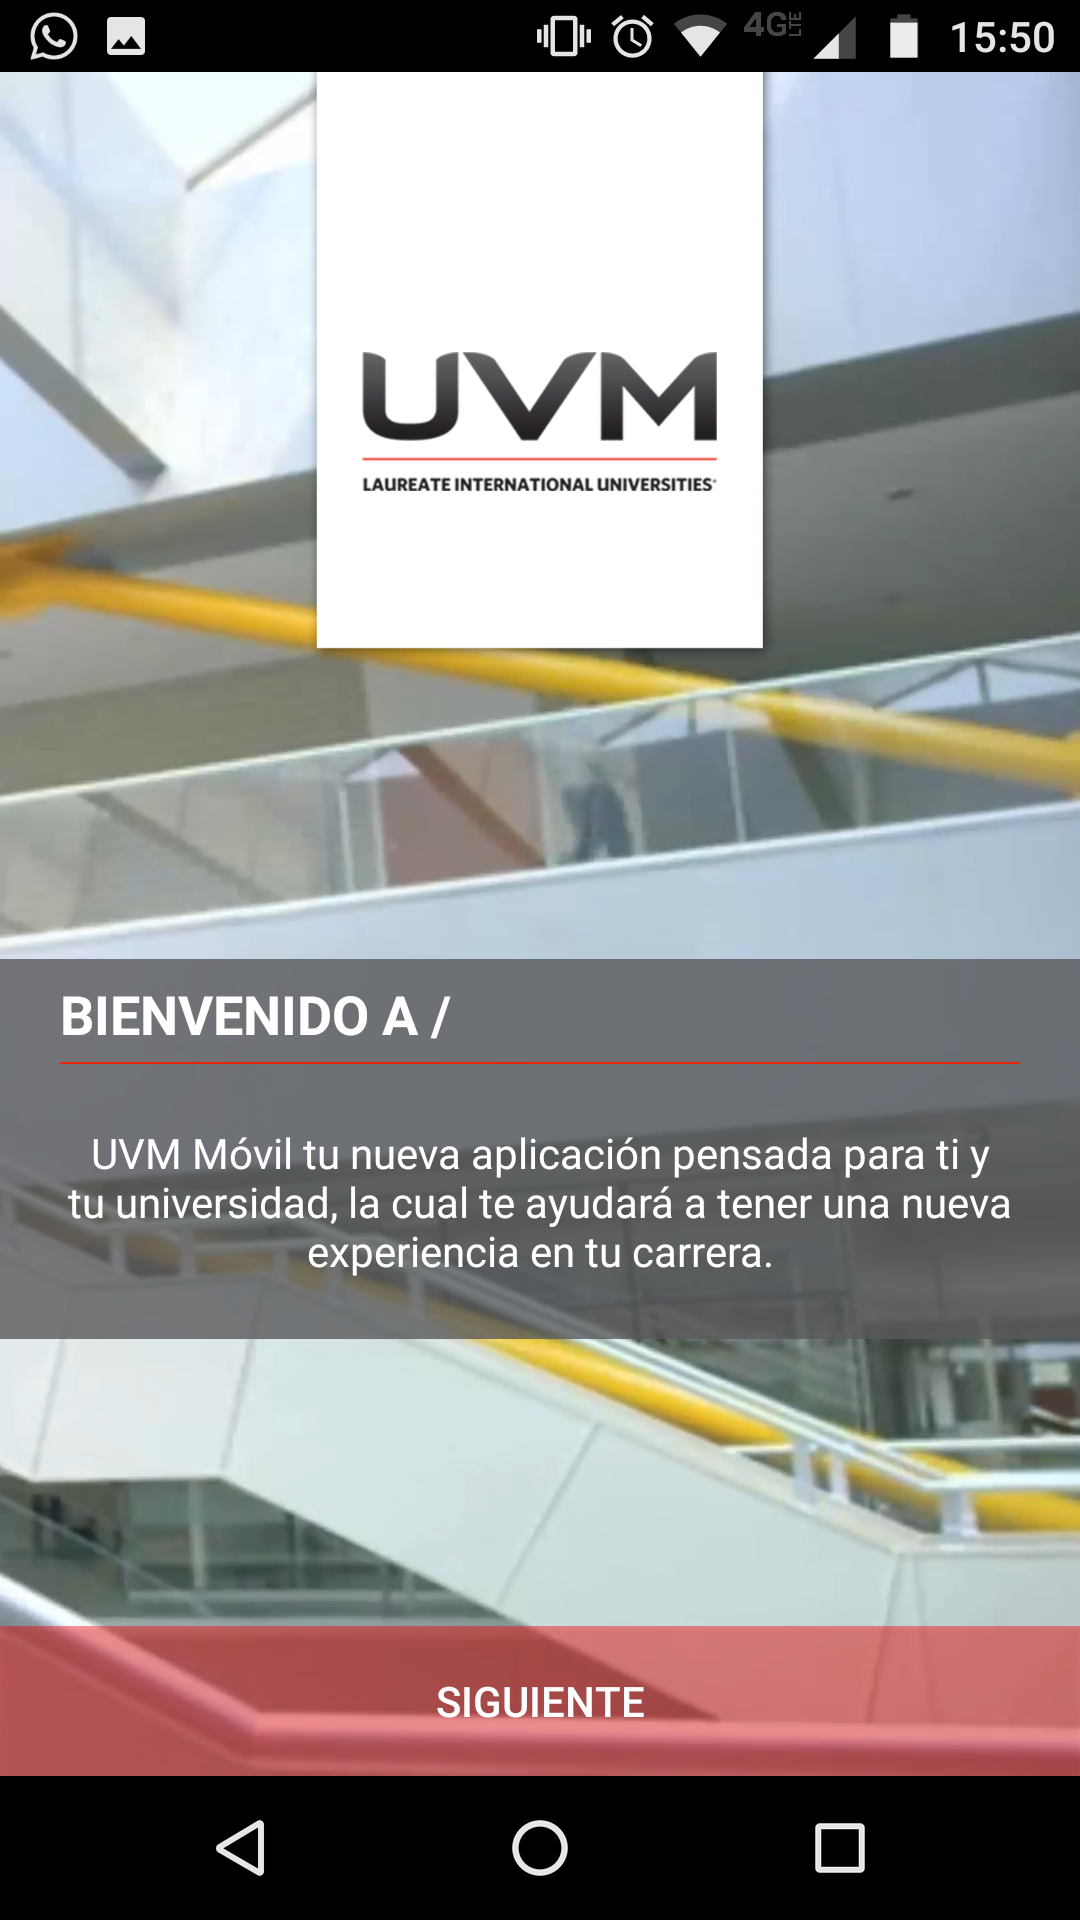 4G LTE 15:50
UVM
LAUREATE INTERNATIONAL UNIVERSITIES®
BIENVENIDO A /
UVM Móvil tu nueva aplicación pensada para ti y
tu universidad, la cual te ayudará a tener una nueva
experiencia en tu carrera.
SIGUIENTE